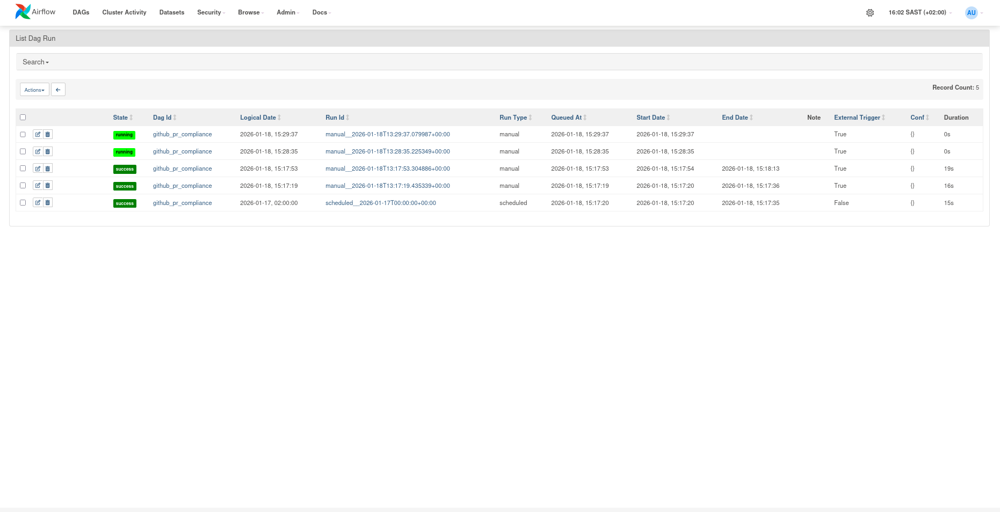 Airflow DAGs Cluster Activity Datasets Security Browse Admin Docs 16:02 SAST (+02:00) AU
List Dag Run
Search
Actions Record Count: 5
State Dag Id Logical Date Run Id Run Type Queued At Start Date End Date Note External Trigger Conf Duration
running github_pr_compliance 2026-01-18, 15:29:37 manual__2026-01-18T13:29:37.079987+00:00 manual 2026-01-18, 15:29:37 2026-01-18, 15:29:37 True {} 0s
running github_pr_compliance 2026-01-18, 15:28:35 manual__2026-01-18T13:28:35.225349+00:00 manual 2026-01-18, 15:28:35 2026-01-18, 15:28:35 True {} 0s
success github_pr_compliance 2026-01-18, 15:17:53 manual__2026-01-18T13:17:53.304886+00:00 manual 2026-01-18, 15:17:53 2026-01-18, 15:17:54 2026-01-18, 15:18:13 True {} 19s
success github_pr_compliance 2026-01-18, 15:17:19 manual__2026-01-18T13:17:19.435339+00:00 manual 2026-01-18, 15:17:19 2026-01-18, 15:17:20 2026-01-18, 15:17:36 True {} 16s
success github_pr_compliance 2026-01-17, 02:00:00 scheduled__2026-01-17T00:00:00+00:00 scheduled 2026-01-18, 15:17:20 2026-01-18, 15:17:20 2026-01-18, 15:17:35 False {} 15s